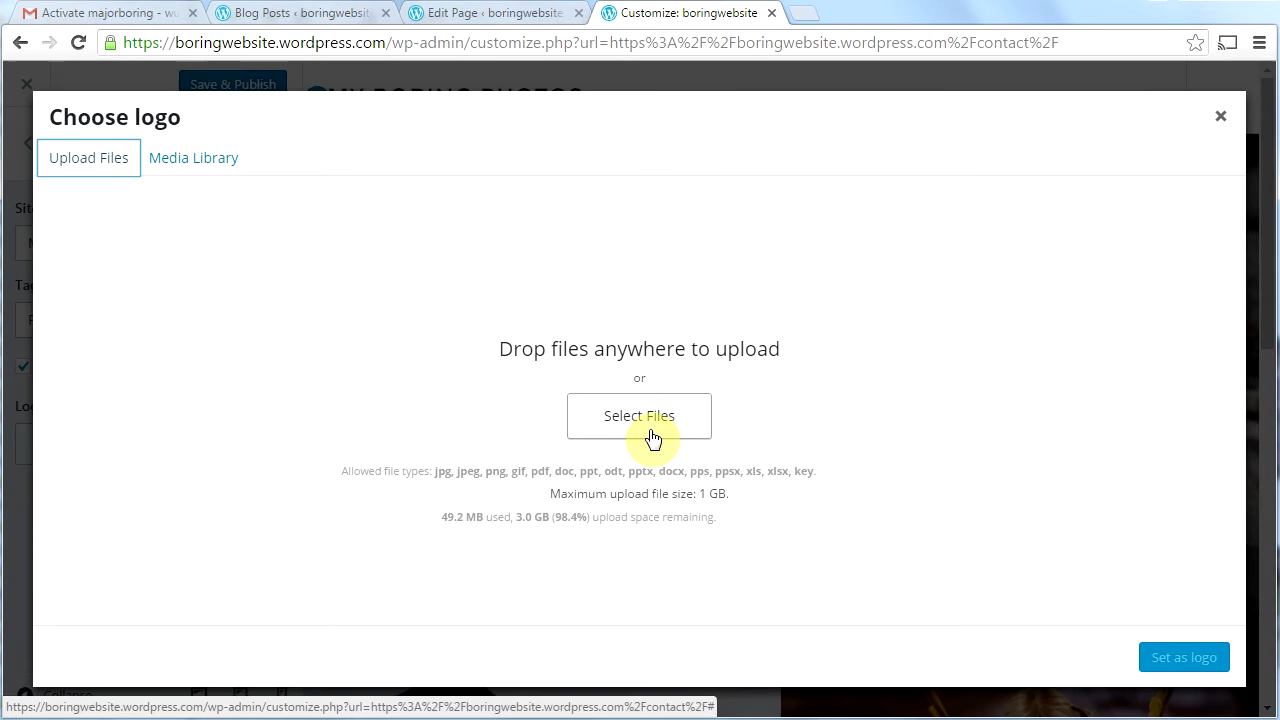 Activate majorboring - wu
Blog Posts ‹ boringwebsite
Edit Page ‹ boringwebsite
Customize: boringwebsite
https://boringwebsite.wordpress.com/wp-admin/customize.php?url=https%3A%2F%2Fboringwebsite.wordpress.com%2Fcontact%2F
Save & Publish
MY BORING PHOTOS
Choose logo
Upload Files
Media Library
Drop files anywhere to upload
or
Select Files
Allowed file types: jpg, jpeg, png, gif, pdf, doc, ppt, odt, pptx, docx, pps, ppsx, xls, xlsx, key.
Maximum upload file size: 1 GB.
49.2 MB used, 3.0 GB (98.4%) upload space remaining.
Set as logo
Collapse
https://boringwebsite.wordpress.com/wp-admin/customize.php?url=https%3A%2F%2Fboringwebsite.wordpress.com%2Fcontact%2F#